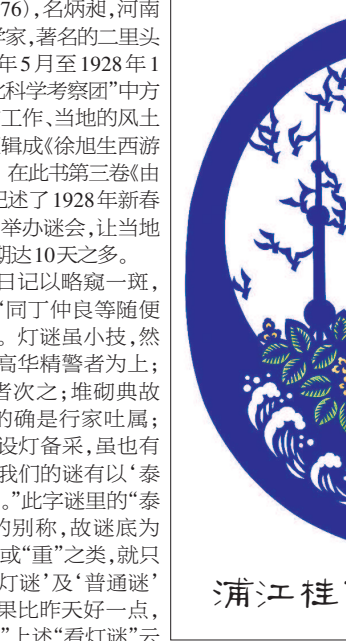 76),名炳昶,河南
学家,著名的二里头
年5月至1928年1
化科学考察团”中方
工作、当地的风土
辑成《徐旭生西游
在此书第三卷《由
记述了1928年新春
举办谜会,让当地
期达10天之多。
日记以略窥一斑,
“同丁仲良等随便
。灯谜虽小技,然
高华精警者为上;
者次之;堆砌典故
的确是行家吐属;
设灯备采,虽也有
我们的谜有以‘泰
。”此字谜里的“泰
的别称,故谜底为
或“重”之类,就只
灯谜’及‘普通谜’
果比昨天好一点,
”上述“看灯谜”云
浦江桂